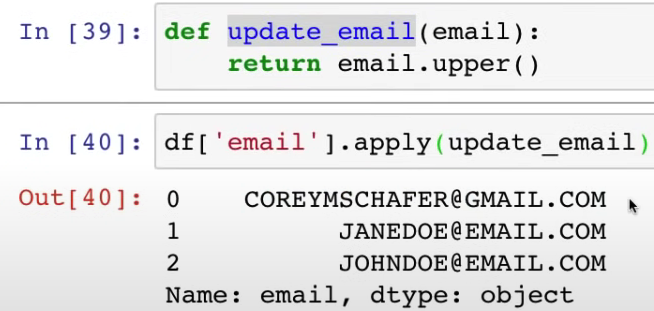 In [39]: def update_email(email):
return email.upper()
In [40]: df['email'].apply(update_email)
Out[40]: 0 COREYMSCHAFER@GMAIL.COM
1 JANEDOE@EMAIL.COM
2 JOHNDOE@EMAIL.COM
Name: email, dtype: object